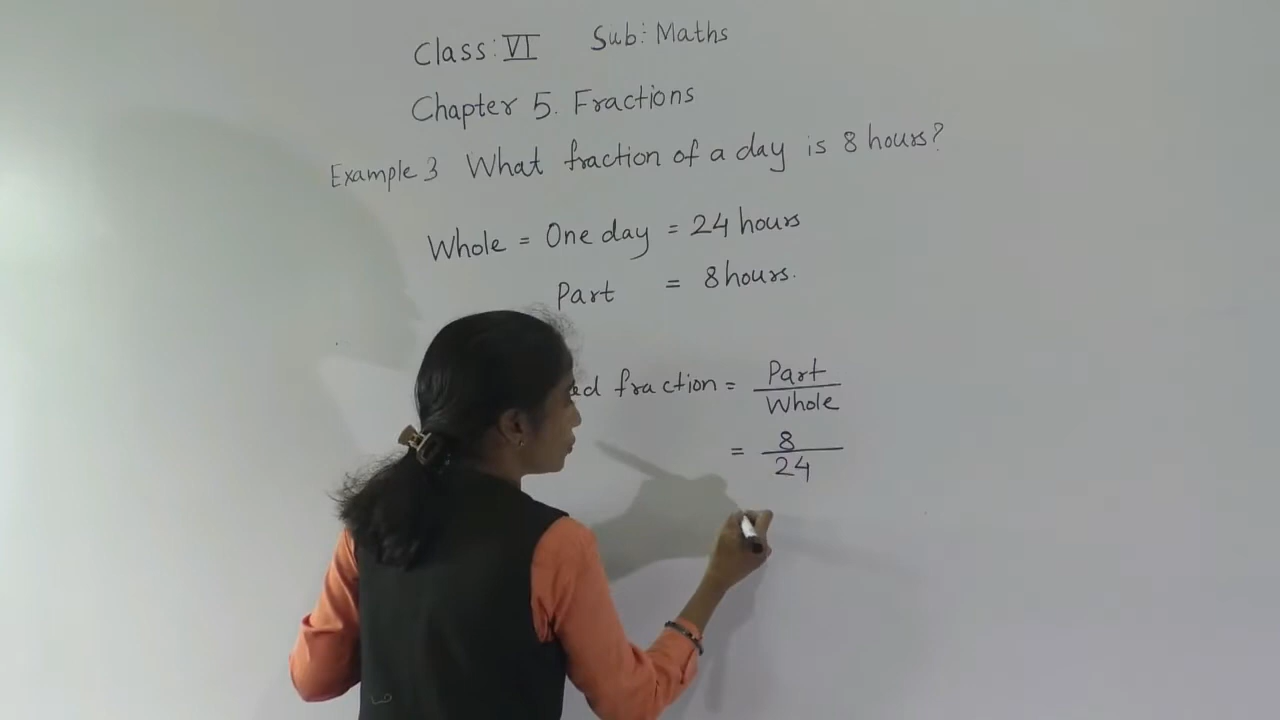 Class: VI Sub: Maths
Chapter 5. Fractions
Example 3 What fraction of a day is 8 hours?
Whole = One day = 24 hours
Part = 8 hours.
fraction = Part
Whole
= 8
24